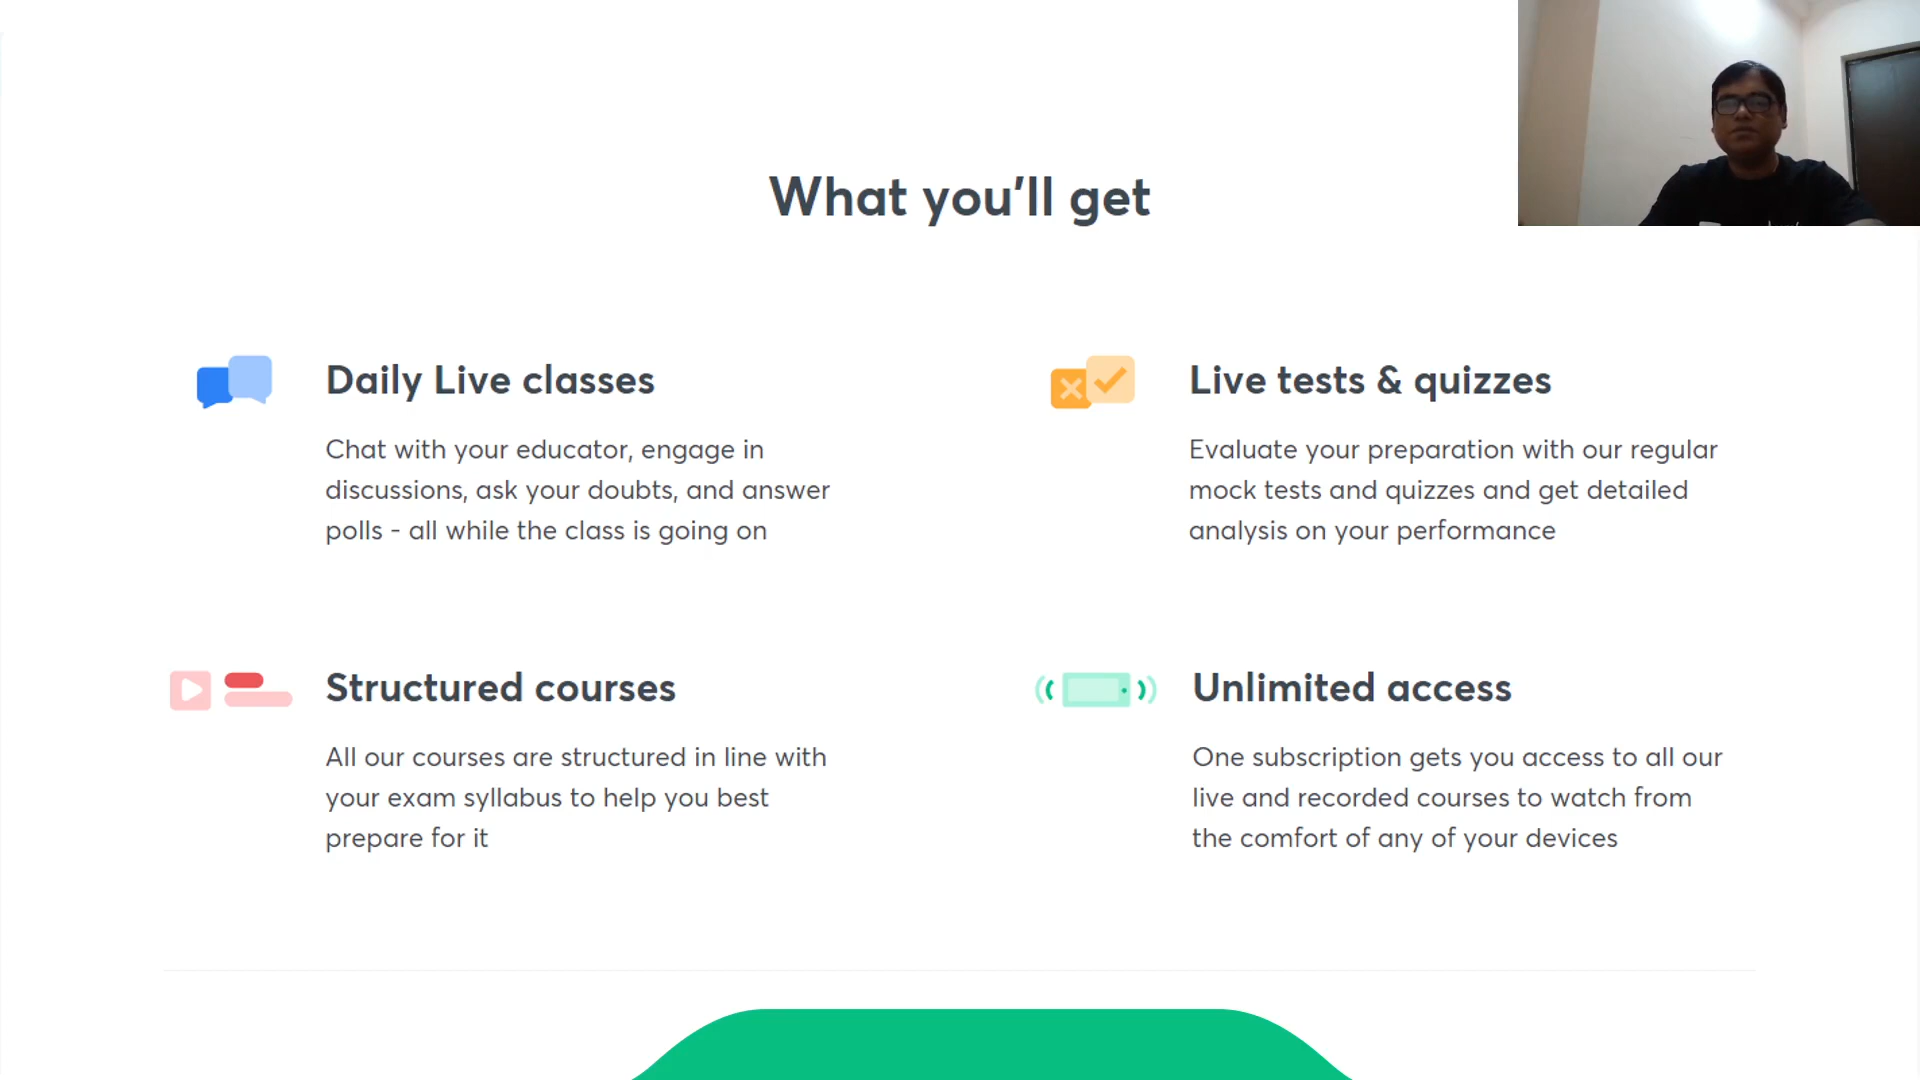 What you'll get
Daily Live classes
Chat with your educator, engage in
discussions, ask your doubts, and answer
polls - all while the class is going on
Live tests & quizzes
Evaluate your preparation with our regular
mock tests and quizzes and get detailed
analysis on your performance
Structured courses
All our courses are structured in line with
your exam syllabus to help you best
prepare for it
Unlimited access
One subscription gets you access to all our
live and recorded courses to watch from
the comfort of any of your devices